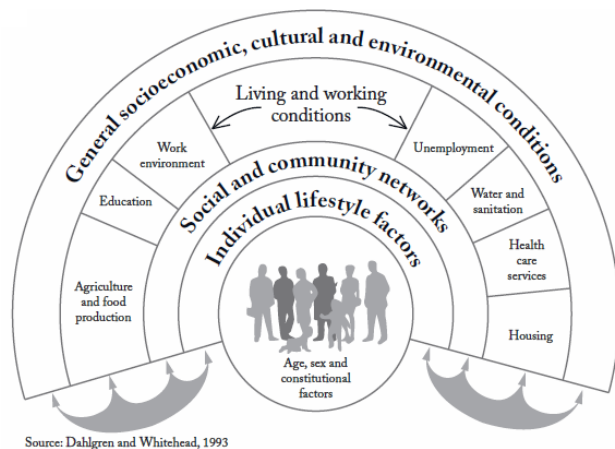 General socioeconomic, cultural and environmental conditions
Living and working
conditions
Work
environment
Unemployment
Education
Water and
sanitation
Agriculture
and food
production
Health
care
services
Housing
Social and community networks
Individual lifestyle factors
Age, sex and
constitutional
factors
Source: Dahlgren and Whitehead, 1993